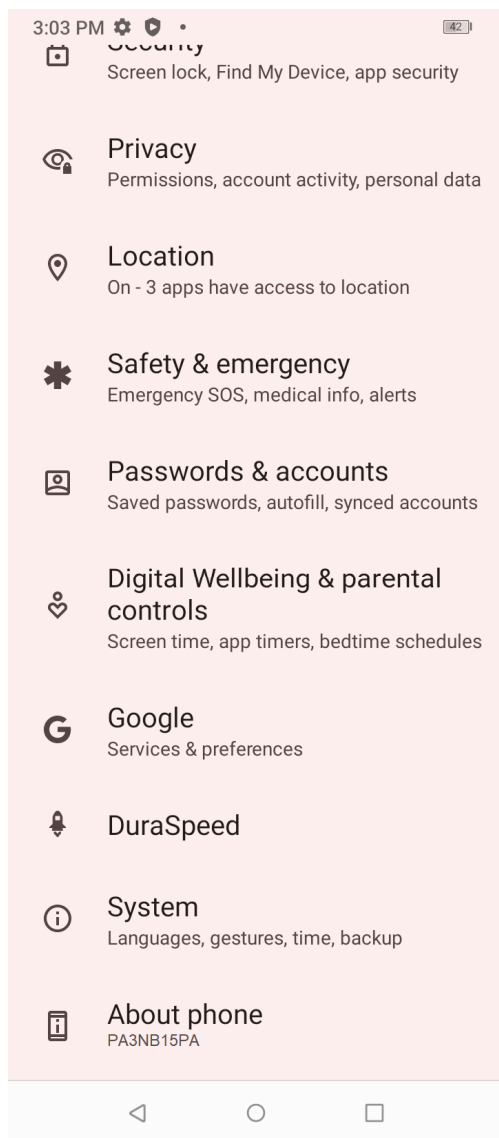 3:03 PM
42
Security
Screen lock, Find My Device, app security
Privacy
Permissions, account activity, personal data
Location
On - 3 apps have access to location
Safety & emergency
Emergency SOS, medical info, alerts
Passwords & accounts
Saved passwords, autofill, synced accounts
Digital Wellbeing & parental
controls
Screen time, app timers, bedtime schedules
Google
Services & preferences
DuraSpeed
System
Languages, gestures, time, backup
About phone
PA3NB15PA